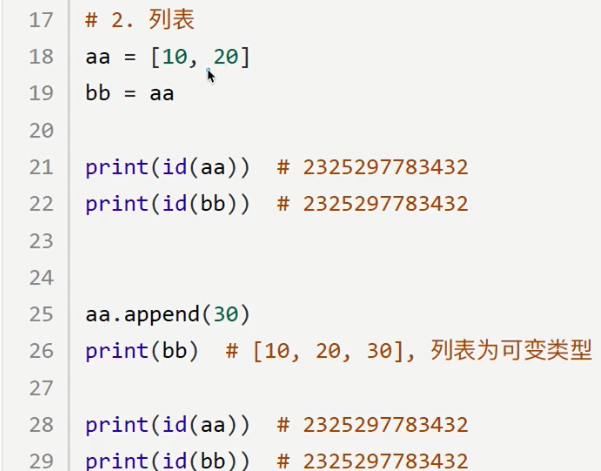 17 # 2. 列表
18 aa = [10, 20]
19 bb = aa
20
21 print(id(aa))  # 2325297783432
22 print(id(bb))  # 2325297783432
23
24
25 aa.append(30)
26 print(bb)  # [10, 20, 30], 列表为可变类型
27
28 print(id(aa))  # 2325297783432
29 print(id(bb))  # 2325297783432